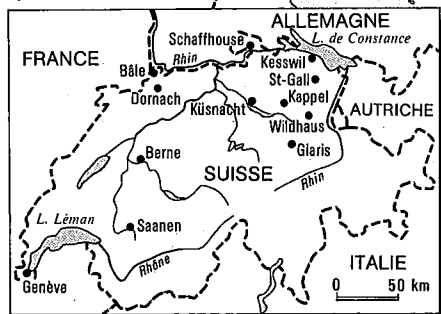 ALLEMAGNE
Schaffhouse
L. de Constance
FRANCE
Rhin
Kesswil
Bâle
St-Gall
Dornach
Kappel
AUTRICHE
Küsnacht
Wildhaus
Berne
Glaris
SUISSE
Rhin
L. Léman
Saanen
Rhône
ITALIE
Genève
0 50 km